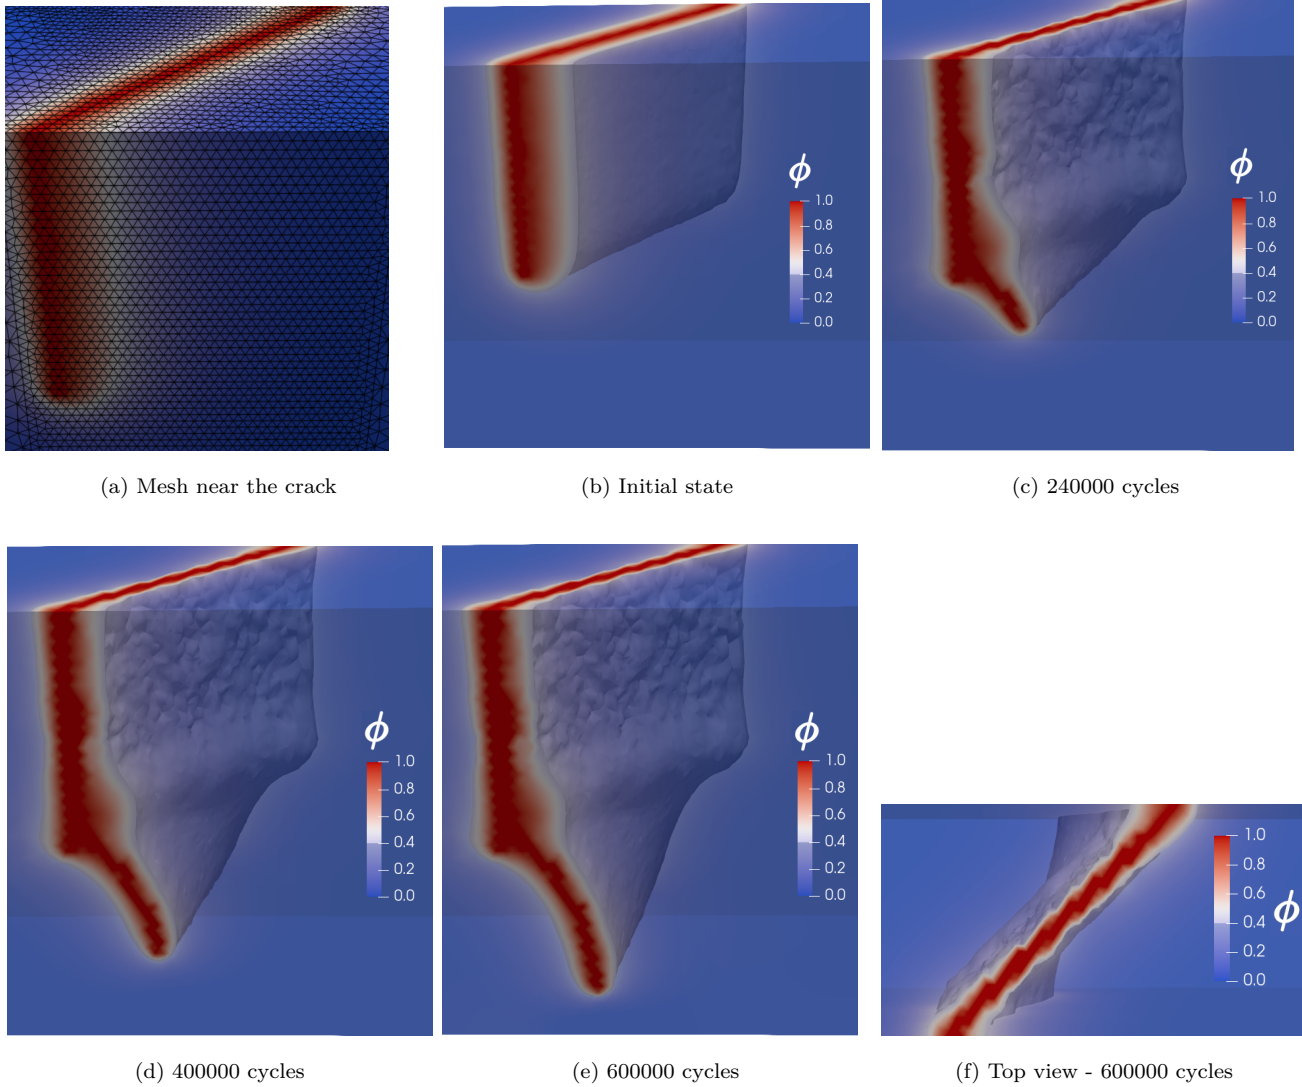 (a) Mesh near the crack
ϕ
1.0
0.8
0.6
0.4
0.2
0.0
(b) Initial state
ϕ
1.0
0.8
0.6
0.4
0.2
0.0
(c) 240000 cycles
ϕ
1.0
0.8
0.6
0.4
0.2
0.0
(d) 400000 cycles
ϕ
1.0
0.8
0.6
0.4
0.2
0.0
(e) 600000 cycles
1.0
0.8
0.6
0.4
0.2
0.0
ϕ
(f) Top view - 600000 cycles